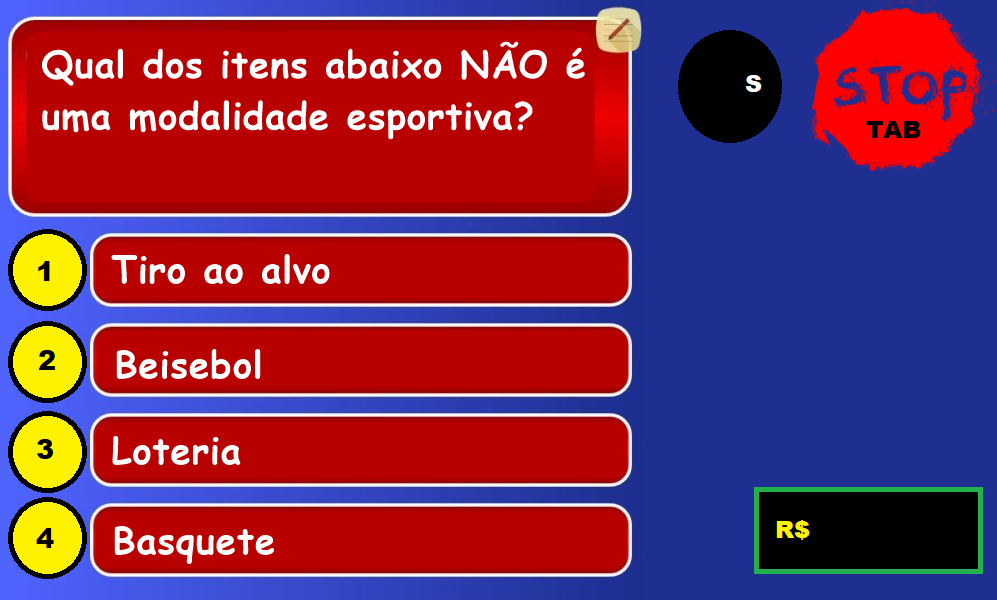 Qual dos itens abaixo NÃO é
uma modalidade esportiva?
S
STOP
TAB
1
Tiro ao alvo
2
Beisebol
3
Loteria
4
Basquete
R$